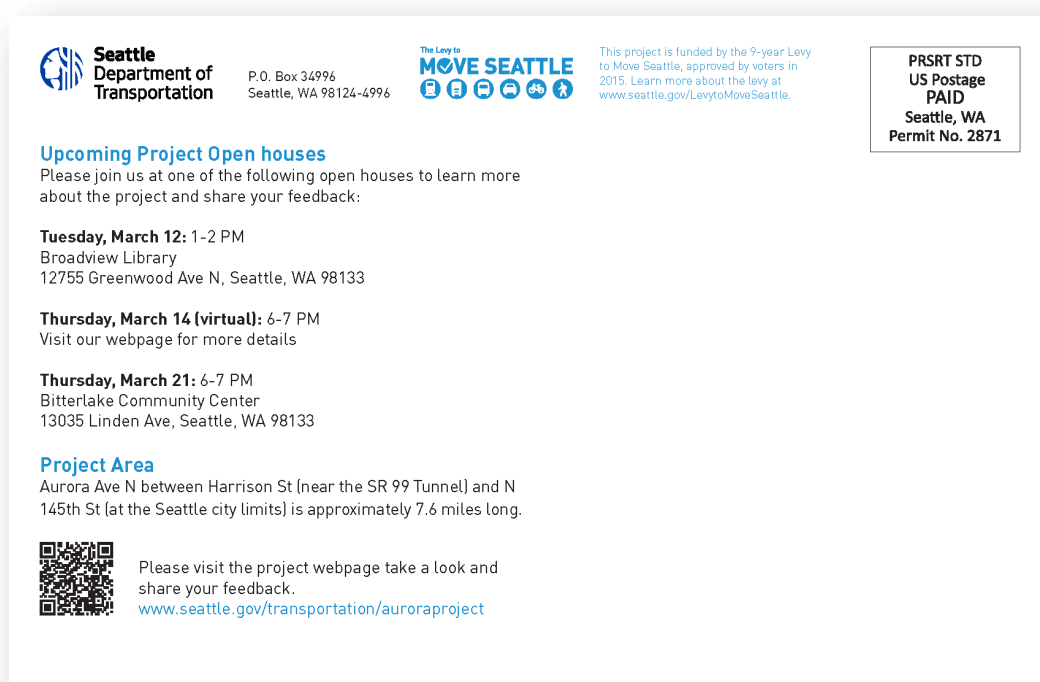 Seattle
Department of
Transportation
P.O. Box 34996
Seattle, WA 98124-4996
The Levy to
MOVE SEATTLE
This project is funded by the 9-year Levy
to Move Seattle, approved by voters in
2015. Learn more about the levy at
www.seattle.gov/LevytoMoveSeattle.
PRSRT STD
US Postage
PAID
Seattle, WA
Permit No. 2871
Upcoming Project Open houses
Please join us at one of the following open houses to learn more
about the project and share your feedback:
Tuesday, March 12: 1-2 PM
Broadview Library
12755 Greenwood Ave N, Seattle, WA 98133
Thursday, March 14 (virtual): 6-7 PM
Visit our webpage for more details
Thursday, March 21: 6-7 PM
Bitterlake Community Center
13035 Linden Ave, Seattle, WA 98133
Project Area
Aurora Ave N between Harrison St (near the SR 99 Tunnel) and N
145th St (at the Seattle city limits) is approximately 7.6 miles long.
Please visit the project webpage take a look and
share your feedback.
www.seattle.gov/transportation/auroraproject